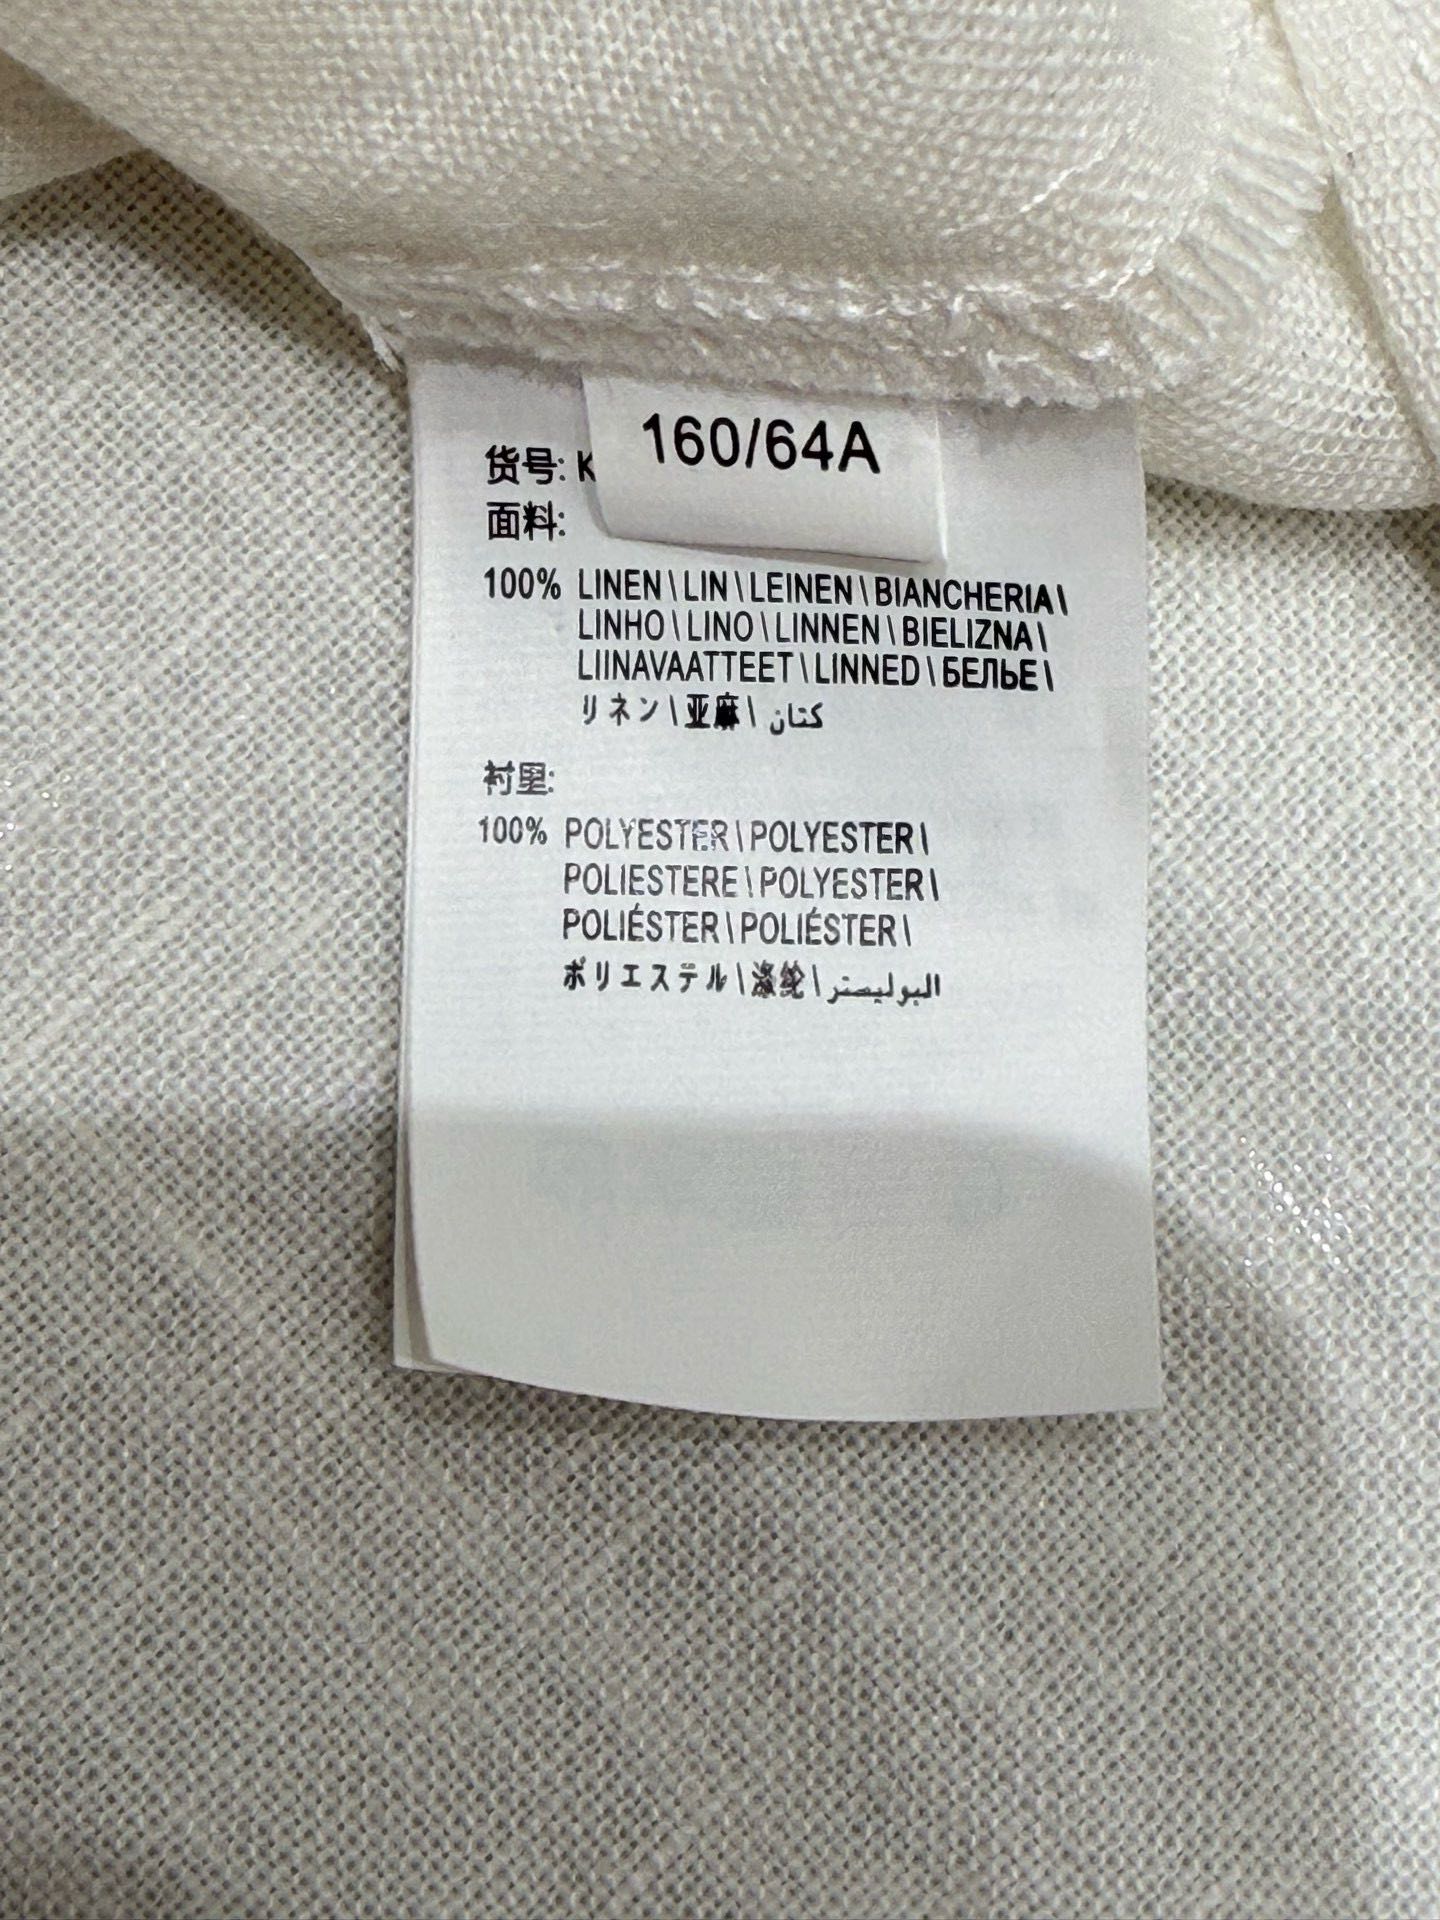 160/64A
货号: K
面料:
100% LINEN\LIN\LEINEN\BIANCHERIA\
LINHO\LINO\LINNEN\BIELIZNA\
LIINAVAATTEET\LINNED\БЕЛЬЕ\
リネン\亚麻\كتان
衬里:
100% POLYESTER\POLYESTER\
POLIESTERE\POLYESTER\
POLIÉSTER\POLIÉSTER\
ポリエステル\涤纶\البوليستر